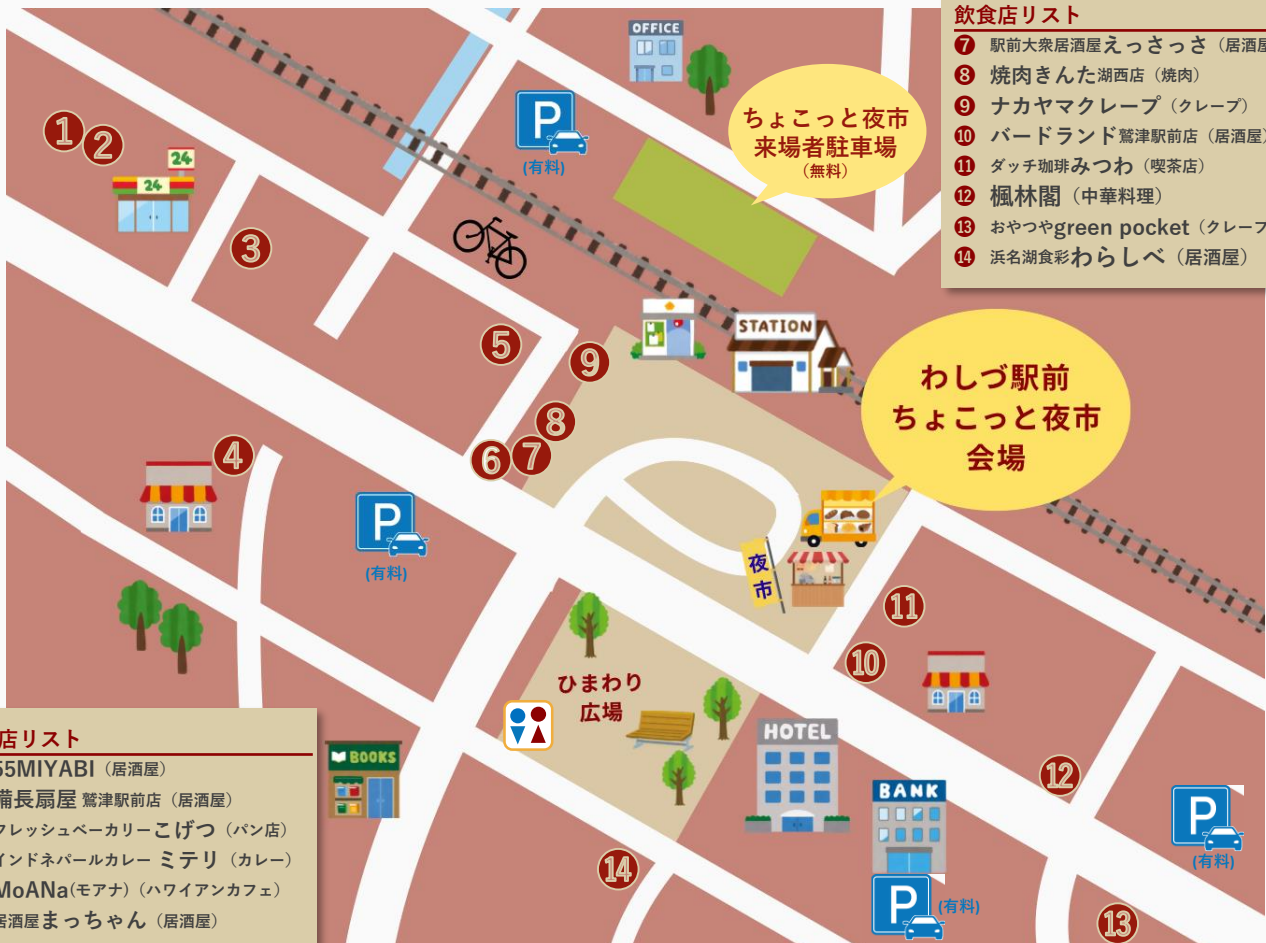 飲食店リスト
❼ 駅前大衆居酒屋えっさっさ（居酒屋
❽ 焼肉きんた湖西店（焼肉）
❾ ナカヤマクレープ（クレープ）
❿ バードランド鷲津駅前店（居酒屋）
⓫ ダッチ珈琲みつわ（喫茶店）
⓬ 楓林閣（中華料理）
⓭ おやつやgreen pocket（クレープ
⓮ 浜名湖食彩わらしべ（居酒屋）
OFFICE
ちょこっと夜市
来場者駐車場
（無料）
P
(有料)
❶
❷
24
24
❸
❺
❾
STATION
わしづ駅前
ちょこっと夜市
会場
❽
❻
❼
❹
P
(有料)
夜市
⓫
❿
ひまわり
広場
HOTEL
BOOKS
BANK
⓬
P
(有料)
⓮
P
(有料)
⓭
店リスト
55MIYABI（居酒屋）
備長扇屋 鷲津駅前店（居酒屋）
フレッシュベーカリーこげつ（パン店）
インドネパールカレー ミテリ（カレー）
MoANa(モアナ)（ハワイアンカフェ）
居酒屋まっちゃん（居酒屋）